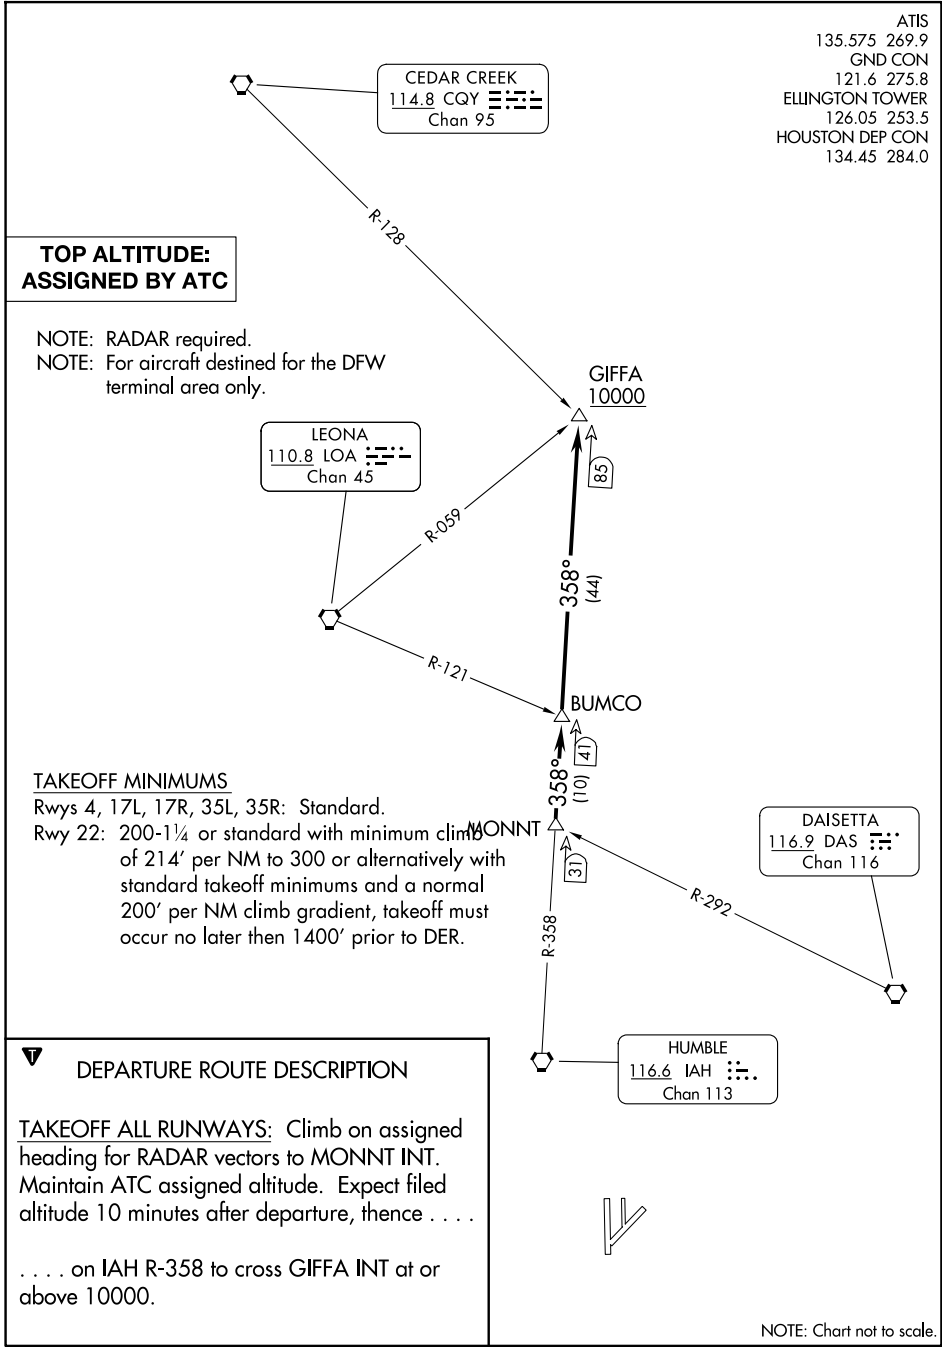 ATIS
135.575 269.9
GND CON
121.6 275.8
ELLINGTON TOWER
126.05 253.5
HOUSTON DEP CON
134.45 284.0
CEDAR CREEK
114.8 CQY
Chan 95
R-128
TOP ALTITUDE:
ASSIGNED BY ATC
NOTE: RADAR required.
NOTE: For aircraft destined for the DFW
terminal area only.
GIFFA
10000
LEONA
110.8 LOA
Chan 45
85
R-059
358°
(44)
R-121
BUMCO
41
358°
(10)
TAKEOFF MINIMUMS
Rwys 4, 17L, 17R, 35L, 35R: Standard.
Rwy 22: 200-1¼ or standard with minimum climb
of 214' per NM to 300 or alternatively with
standard takeoff minimums and a normal
200' per NM climb gradient, takeoff must
occur no later then 1400' prior to DER.
MONNT
31
DAISETTA
116.9 DAS
Chan 116
R-292
R-358
HUMBLE
116.6 IAH
Chan 113
T
DEPARTURE ROUTE DESCRIPTION
TAKEOFF ALL RUNWAYS: Climb on assigned
heading for RADAR vectors to MONNT INT.
Maintain ATC assigned altitude. Expect filed
altitude 10 minutes after departure, thence . . . .
. . . . on IAH R-358 to cross GIFFA INT at or
above 10000.
NOTE: Chart not to scale.